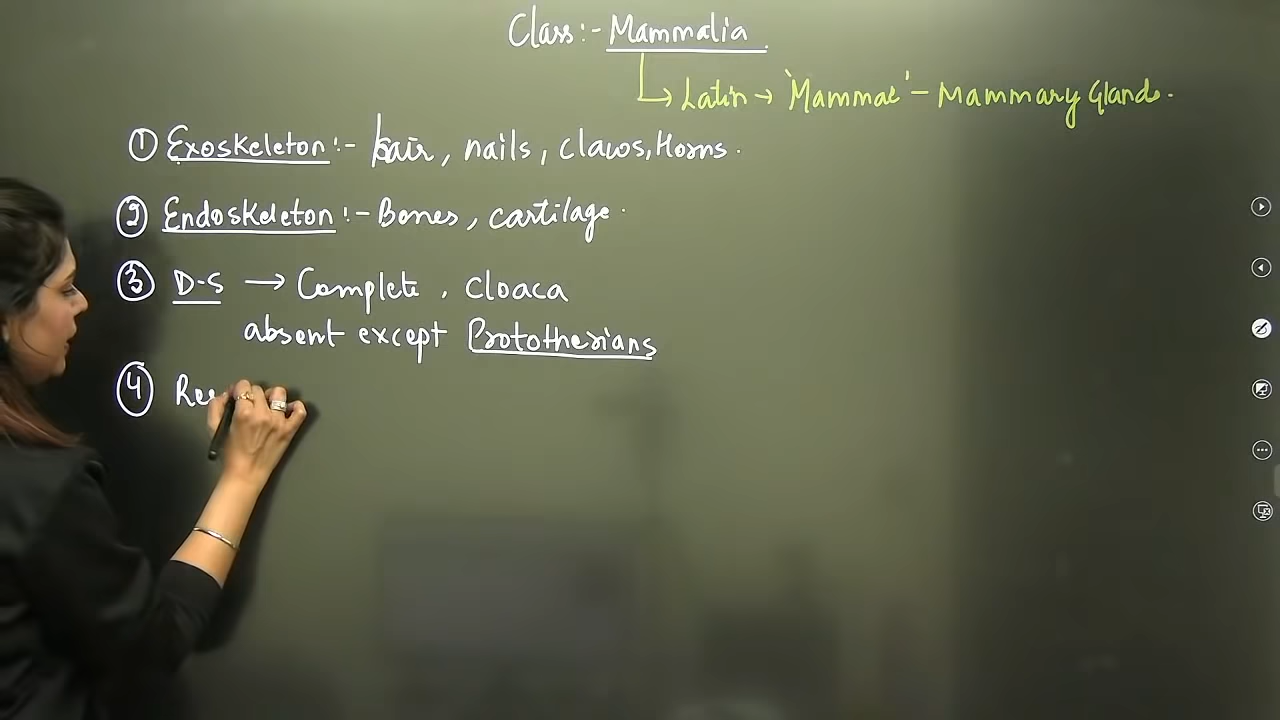 Class:- Mammalia
Latin → 'Mammae' - Mammary Glands.
① Exoskeleton :- hair, nails, claws, Horns.
② Endoskeleton :- Bones, cartilage.
③ D-S → Complete, cloaca
absent except Prototherians
④